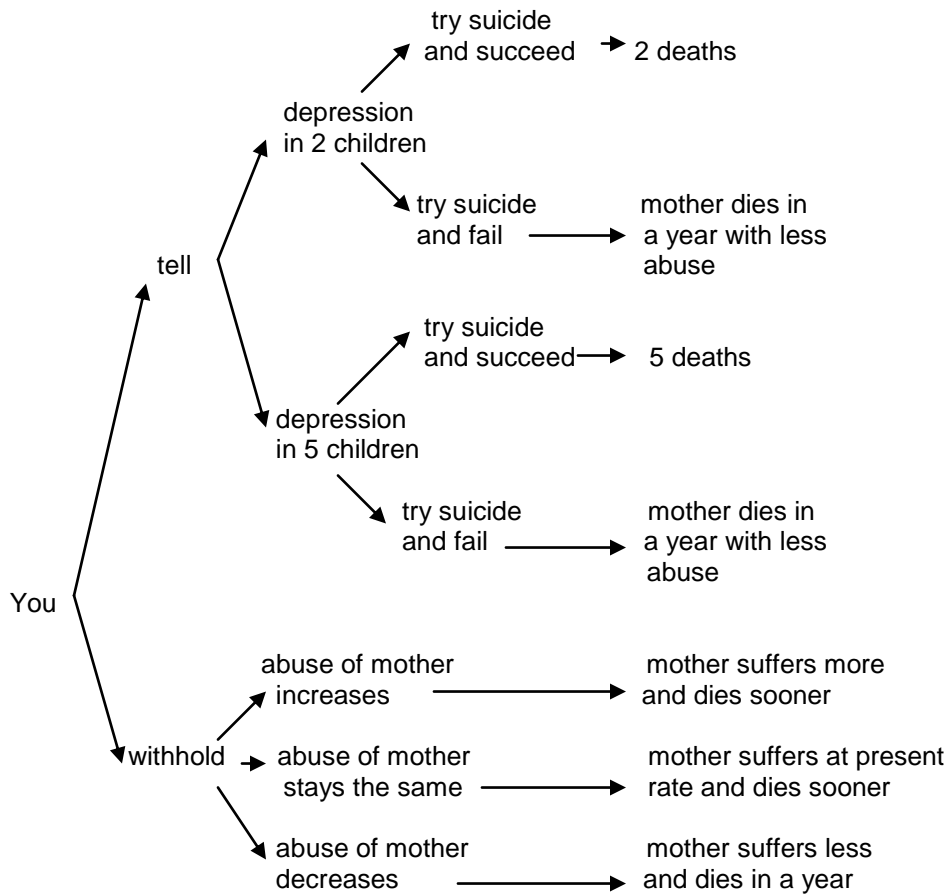 try suicide
and succeed
2 deaths
depression
in 2 children
try suicide
and fail
mother dies in
a year with less
abuse
tell
try suicide
and succeed
5 deaths
depression
in 5 children
try suicide
and fail
mother dies in
a year with less
abuse
You
abuse of mother
increases
mother suffers more
and dies sooner
withhold
abuse of mother
stays the same
mother suffers at present
rate and dies sooner
abuse of mother
decreases
mother suffers less
and dies in a year